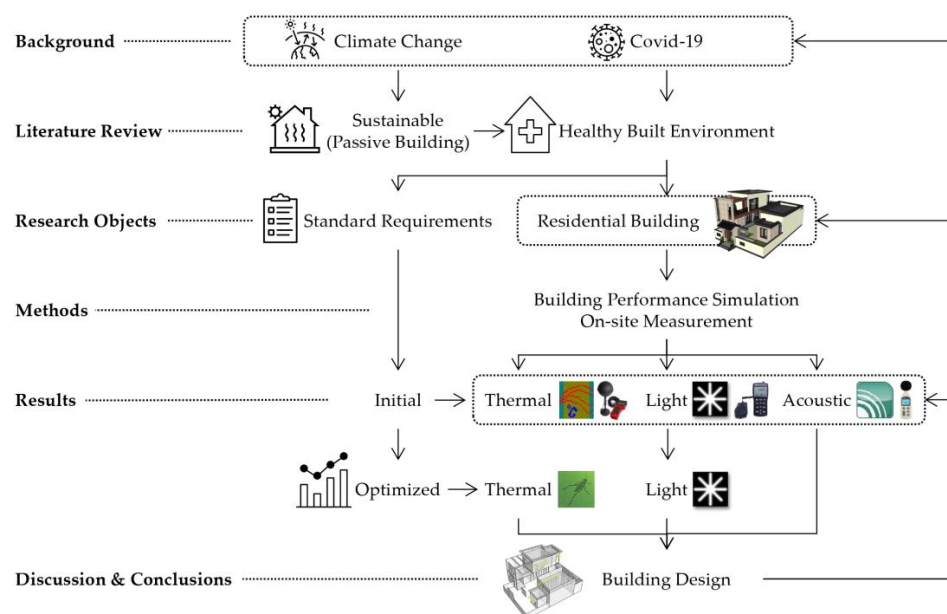 Background
Climate Change
Covid-19
Literature Review
Sustainable
(Passive Building)
Healthy Built Environment
Research Objects
Standard Requirements
Residential Building
Methods
Building Performance Simulation
On-site Measurement
Results
Initial
Thermal
Light
Acoustic
Optimized
Thermal
Light
Discussion & Conclusions
Building Design